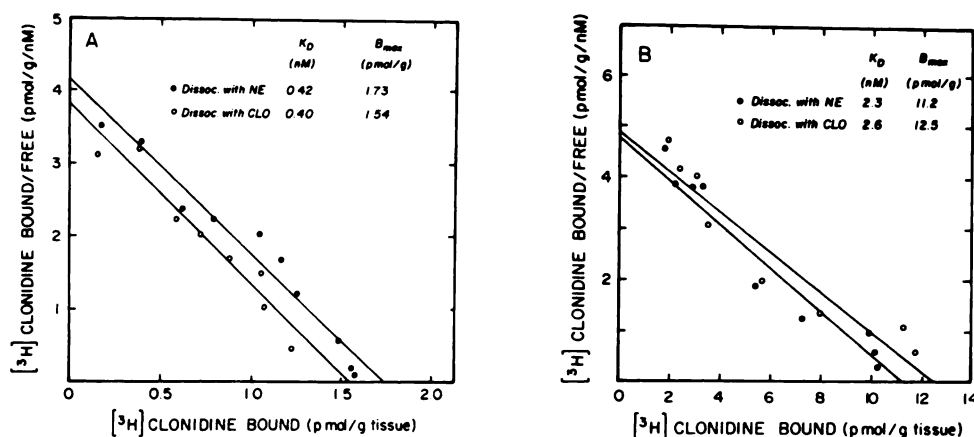 A
K_D B_max
(nM) (pmol/g)
● Dissoc. with NE 0.42 1.73
○ Dissoc. with CLO 0.40 1.54
[³H] CLONIDINE BOUND/FREE (pmol/g/nM)
5
4
3
2
1
0 0.5 1.0 1.5 2.0
[³H] CLONIDINE BOUND (pmol/g tissue)
B
K_D B_max
(nM) (pmol/g)
● Dissoc. with NE 2.3 11.2
○ Dissoc. with CLO 2.6 12.5
[³H] CLONIDINE BOUND/FREE (pmol/g/nM)
6
4
2
0 2 4 6 8 10 12 14
[³H] CLONIDINE BOUND (pmol/g tissue)